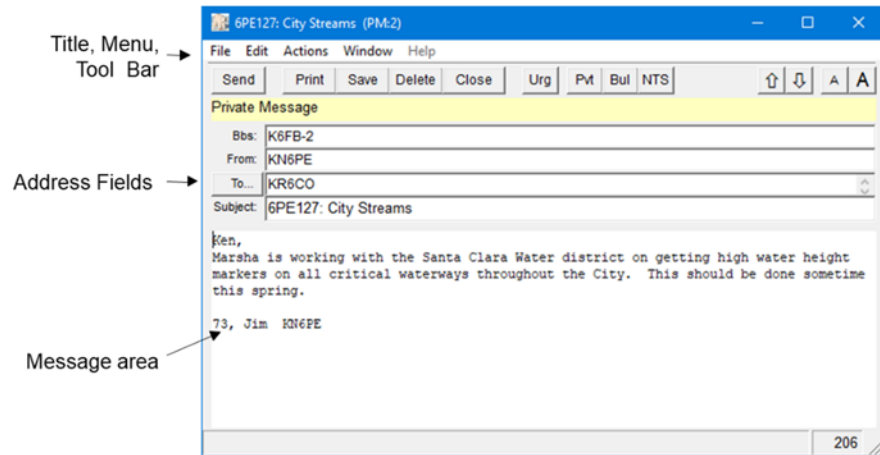 6PE127: City Streams (PM:2)
Title, Menu,
Tool Bar
File Edit Actions Window Help
Send Print Save Delete Close Urg Pvt Bul NTS A A
Private Message
Bbs: K6FB-2
From: KN6PE
Address Fields
To... KR6CO
Subject: 6PE127: City Streams
Ken,
Marsha is working with the Santa Clara Water district on getting high water height
markers on all critical waterways throughout the City. This should be done sometime
this spring.
73, Jim KN6PE
Message area
206